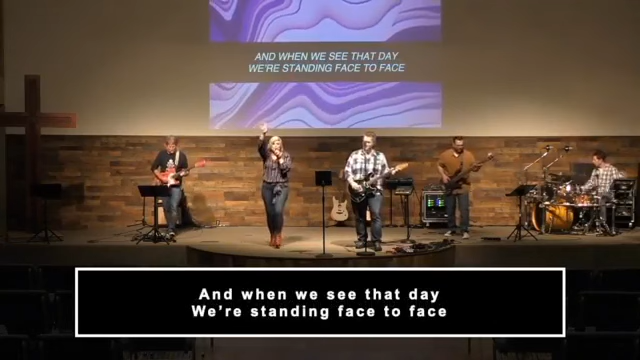 AND WHEN WE SEE THAT DAY
WE'RE STANDING FACE TO FACE
And when we see that day
We're standing face to face